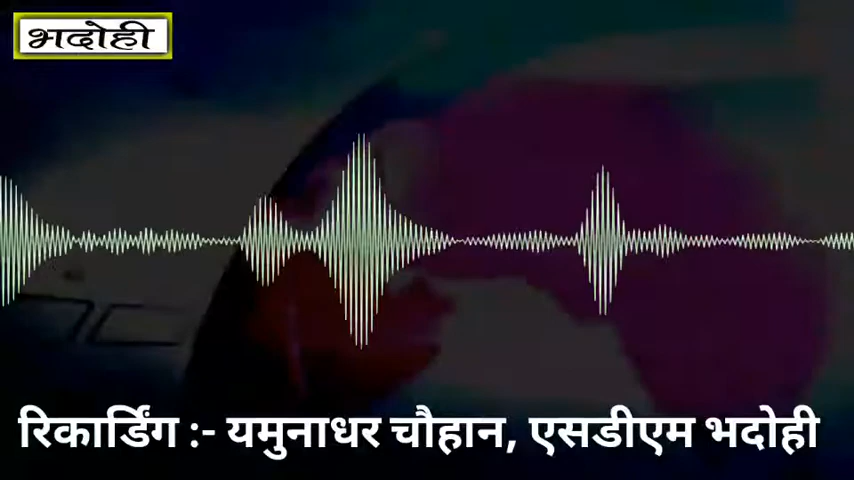 भदोही
रिकार्डिंग :- यमुनाधर चौहान, एसडीएम भदोही